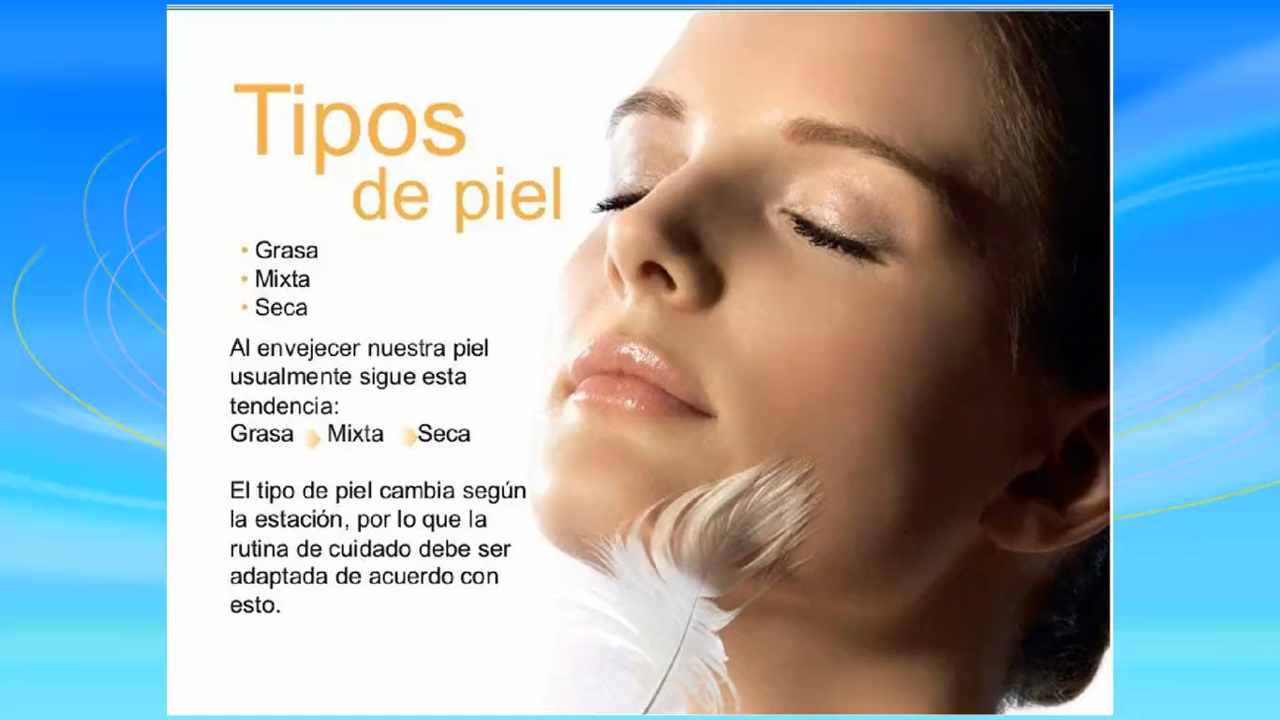 Tipos
de piel
• Grasa
• Mixta
• Seca
Al envejecer nuestra piel
usualmente sigue esta
tendencia:
Grasa Mixta Seca
El tipo de piel cambia según
la estación, por lo que la
rutina de cuidado debe ser
adaptada de acuerdo con
esto.